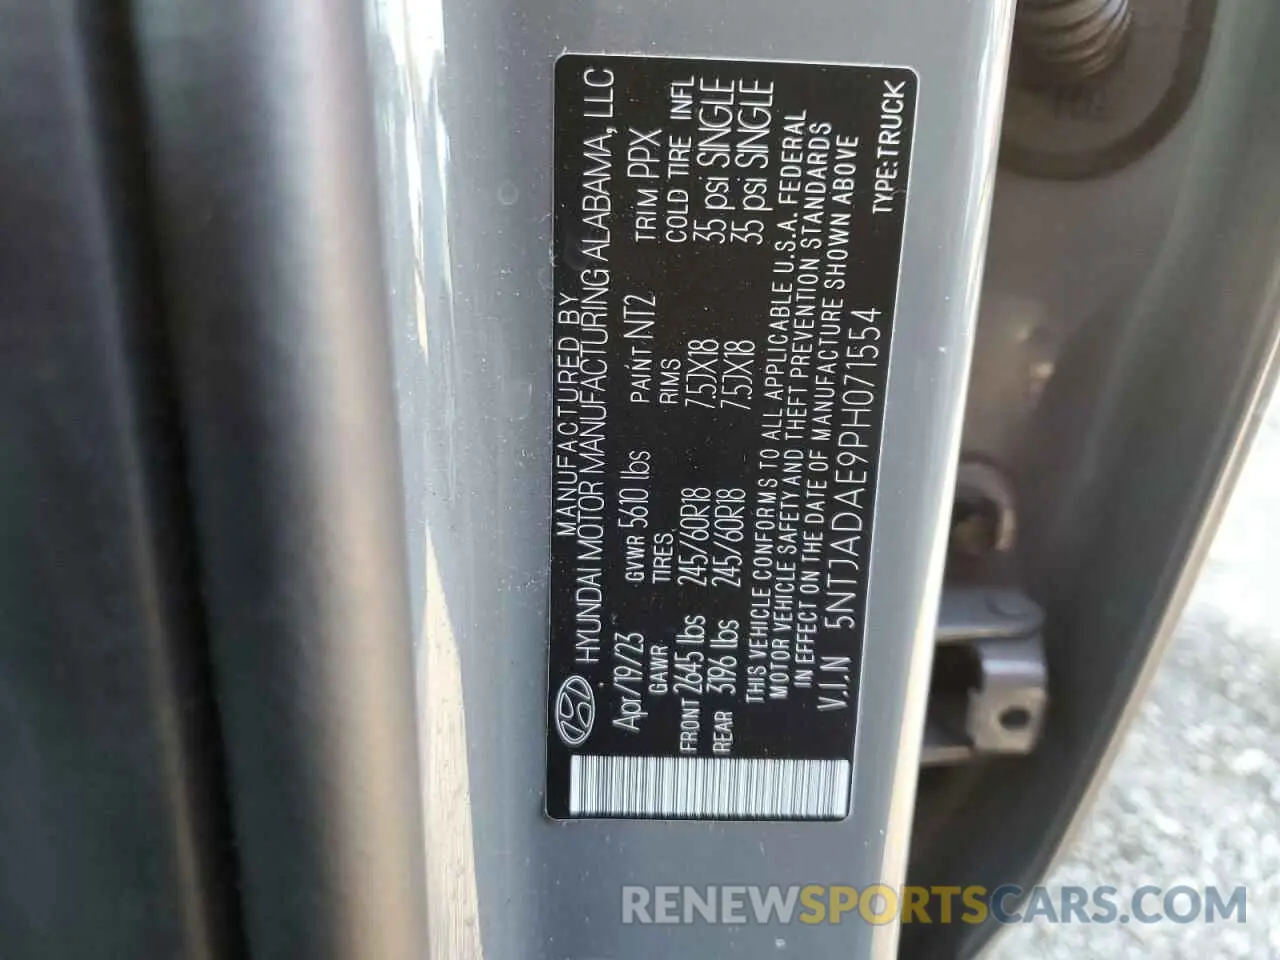 MANUFACTURED BY
HYUNDAI MOTOR MANUFACTURING ALABAMA, LLC
Apr/19/23 GVWR 5610 lbs PAINT NT2 TRIM PPX
GAWR TIRES RIMS COLD TIRE INFL
FRONT 2645 lbs 245/60R18 7.5JX18 35 psi SINGLE
REAR 3196 lbs 245/60R18 7.5JX18 35 psi SINGLE
THIS VEHICLE CONFORMS TO ALL APPLICABLE U.S.A. FEDERAL
MOTOR VEHICLE SAFETY AND THEFT PREVENTION STANDARDS
IN EFFECT ON THE DATE OF MANUFACTURE SHOWN ABOVE
V.I.N 5NTJADAE9PH071554
TYPE:TRUCK
RENEWSPORTSCARS.COM